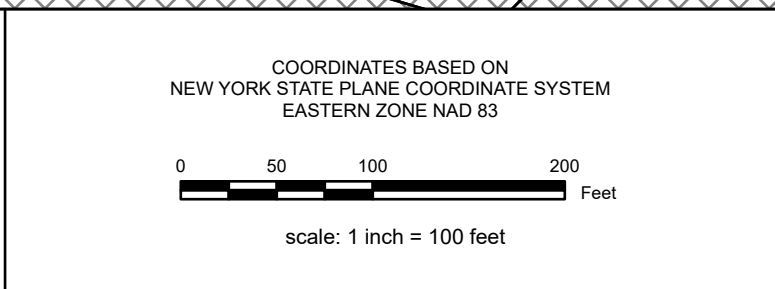 COORDINATES BASED ON
NEW YORK STATE PLANE COORDINATE SYSTEM
EASTERN ZONE NAD 83
0 50 100 200
Feet
scale: 1 inch = 100 feet